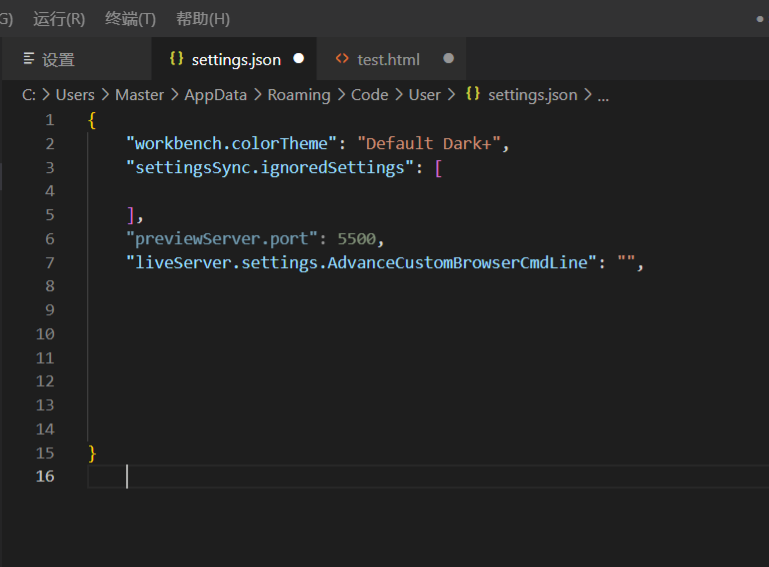 G) 运行(R) 终端(T) 帮助(H)
设置 settings.json test.html
C: > Users > Master > AppData > Roaming > Code > User > {} settings.json > ...
1 {
2 "workbench.colorTheme": "Default Dark+",
3 "settingsSync.ignoredSettings": [
4
5 ],
6 "previewServer.port": 5500,
7 "liveServer.settings.AdvanceCustomBrowserCmdLine": "",
8
9
10
11
12
13
14
15 }
16